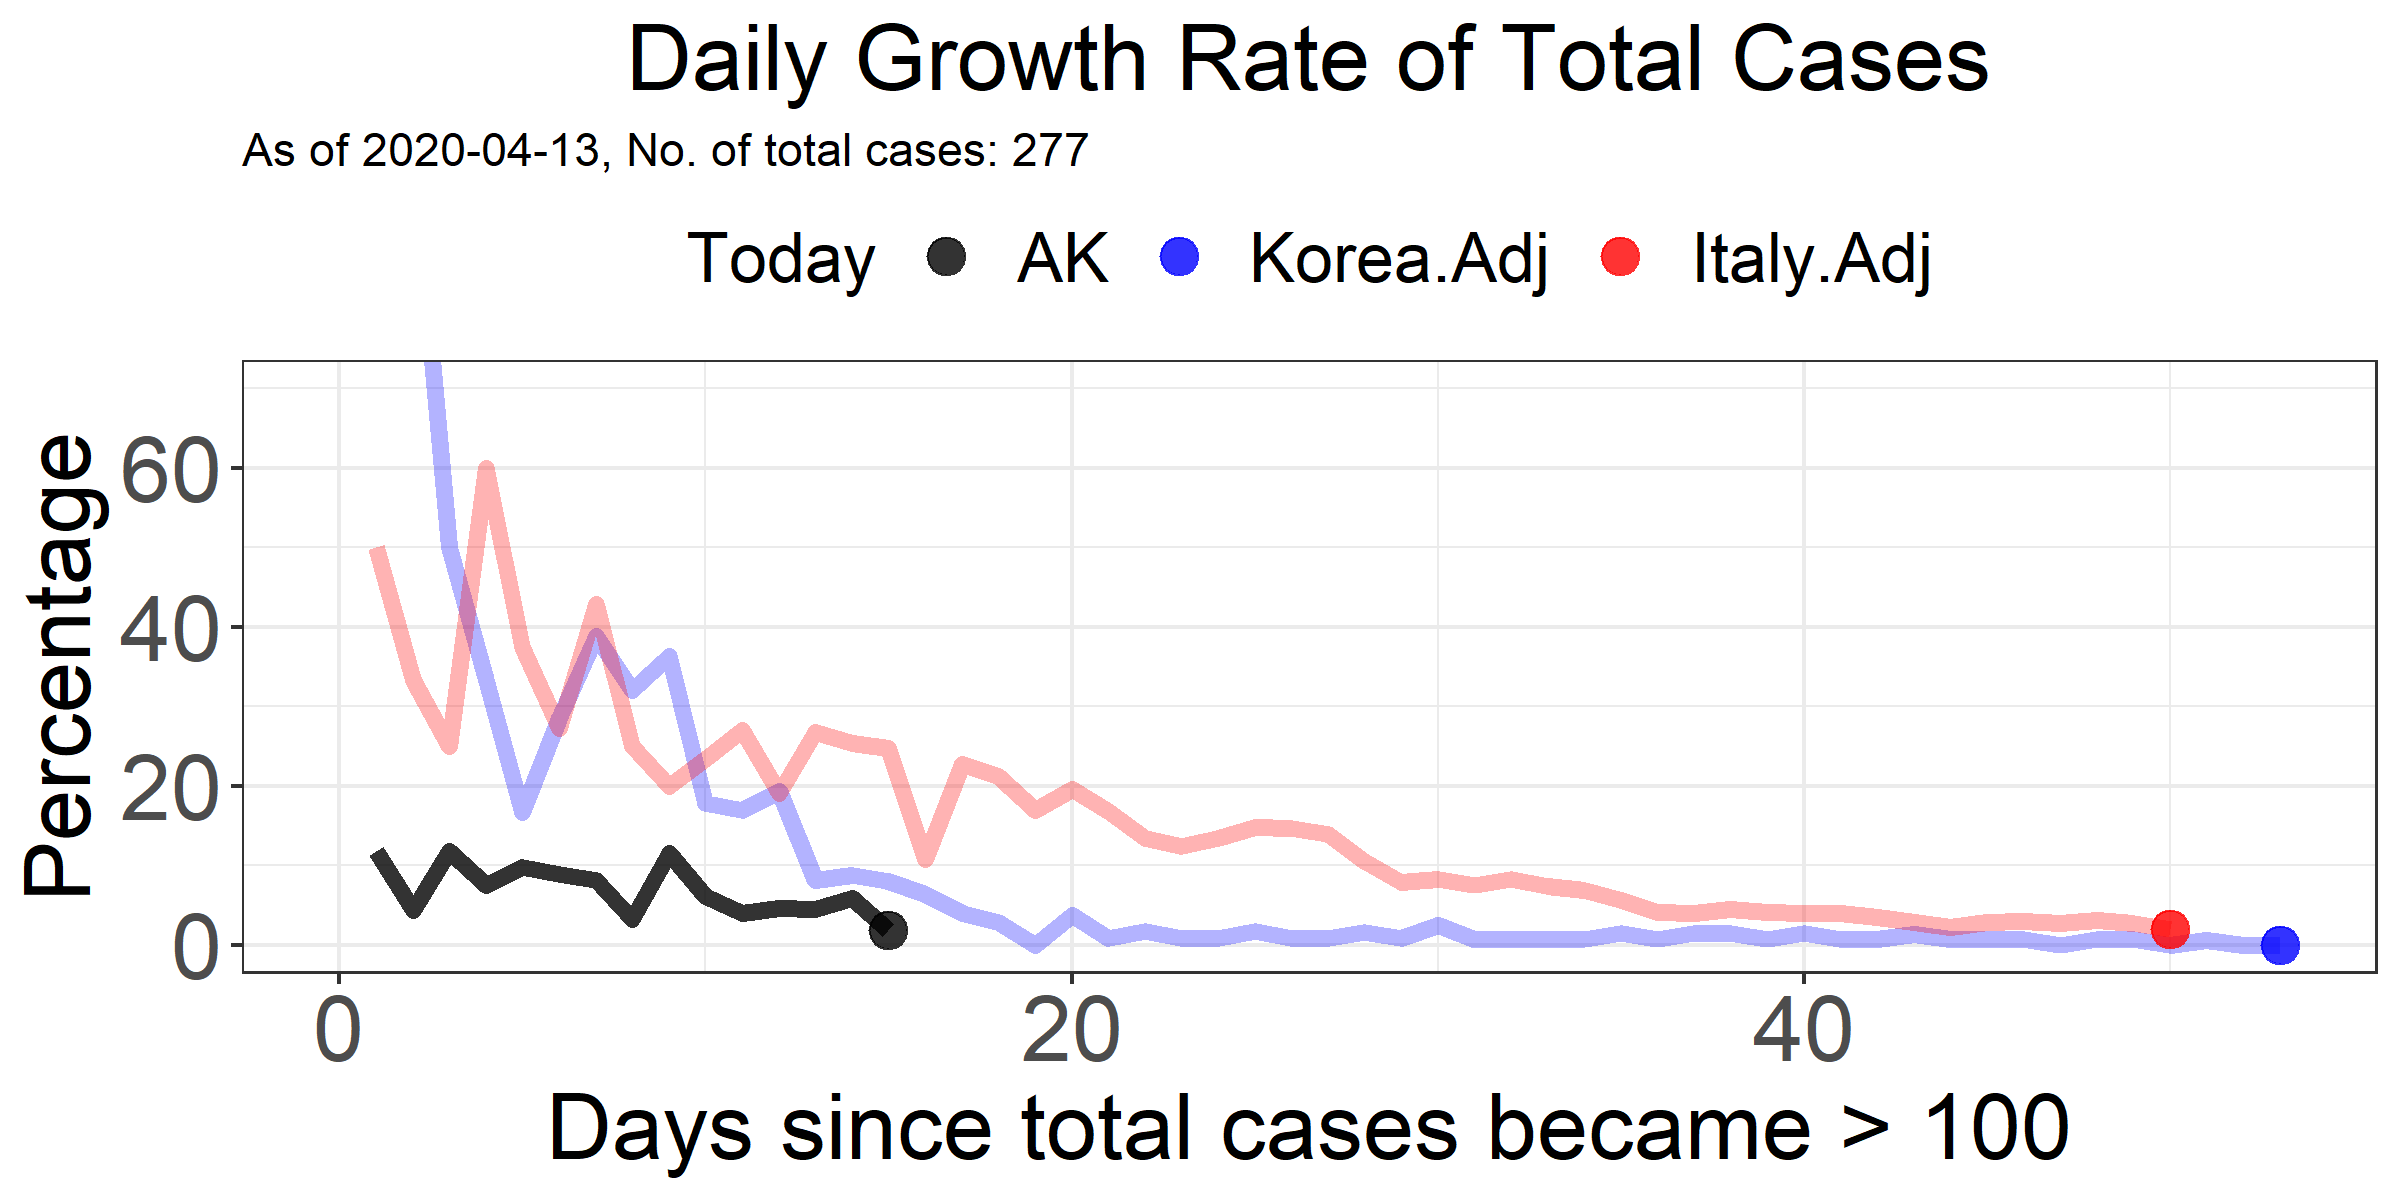 Daily Growth Rate of Total Cases
As of 2020-04-13, No. of total cases: 277
Today AK Korea.Adj Italy.Adj
Percentage
60
40
20
0
0 20 40
Days since total cases became > 100